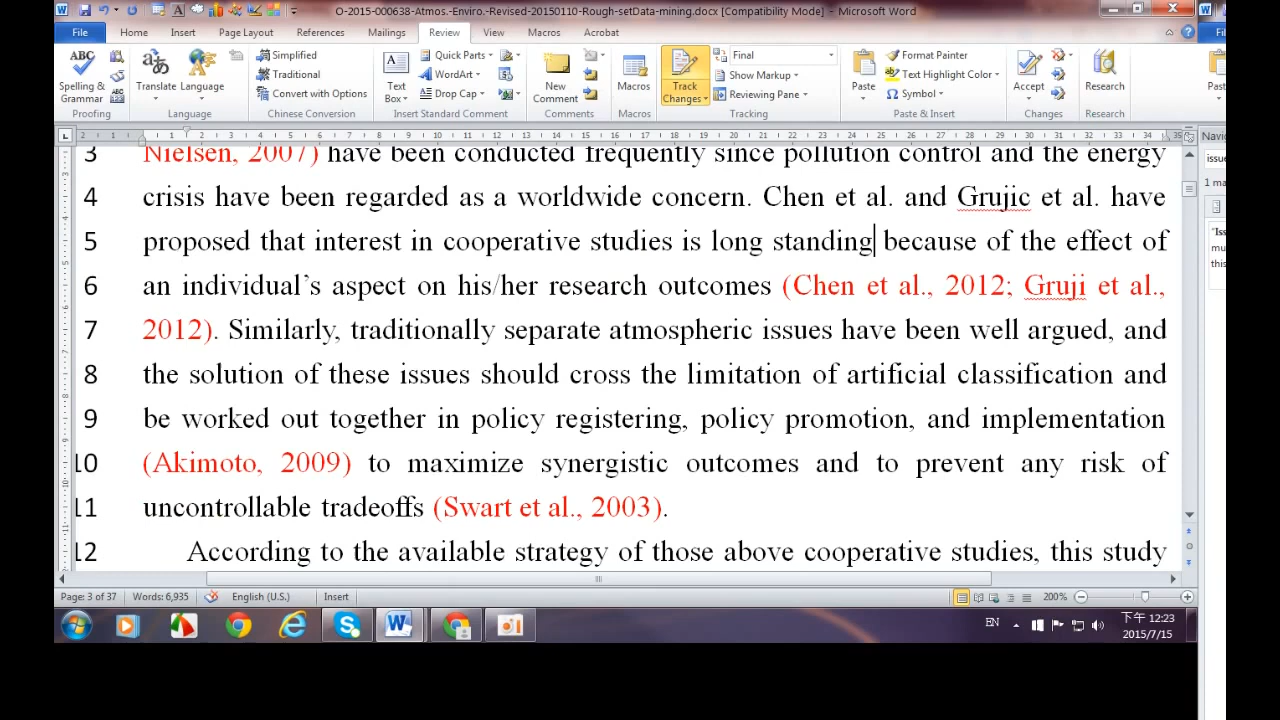 O-2015-000638-Atmos.-Enviro.-Revised-20150110-Rough-setData-mining.docx [Compatibility Mode] - Microsoft Word
File Home Insert Page Layout References Mailings Review View Macros Acrobat
ABC Spelling & Grammar
Proofing
Translate Language
Language
Simplified
Traditional
Convert with Options
Chinese Conversion
Text Box
Quick Parts
WordArt
Drop Cap
Insert Standard Comment
New Comment
Comments
Macros
Macros
Track Changes
Final
Show Markup
Reviewing Pane
Tracking
Paste
Format Painter
Text Highlight Color
Symbol
Paste & Insert
Accept
Changes
Research
Research
3 Nielsen, 2007) have been conducted frequently since pollution control and the energy
4 crisis have been regarded as a worldwide concern. Chen et al. and Grujic et al. have
5 proposed that interest in cooperative studies is long standing because of the effect of
6 an individual's aspect on his/her research outcomes (Chen et al., 2012; Gruji et al.,
7 2012). Similarly, traditionally separate atmospheric issues have been well argued, and
8 the solution of these issues should cross the limitation of artificial classification and
9 be worked out together in policy registering, policy promotion, and implementation
10 (Akimoto, 2009) to maximize synergistic outcomes and to prevent any risk of
11 uncontrollable tradeoffs (Swart et al., 2003).
12 According to the available strategy of those above cooperative studies, this study
Page: 3 of 37 Words: 6,935 English (U.S.) Insert 200%
EN 下午 12:23
2015/7/15